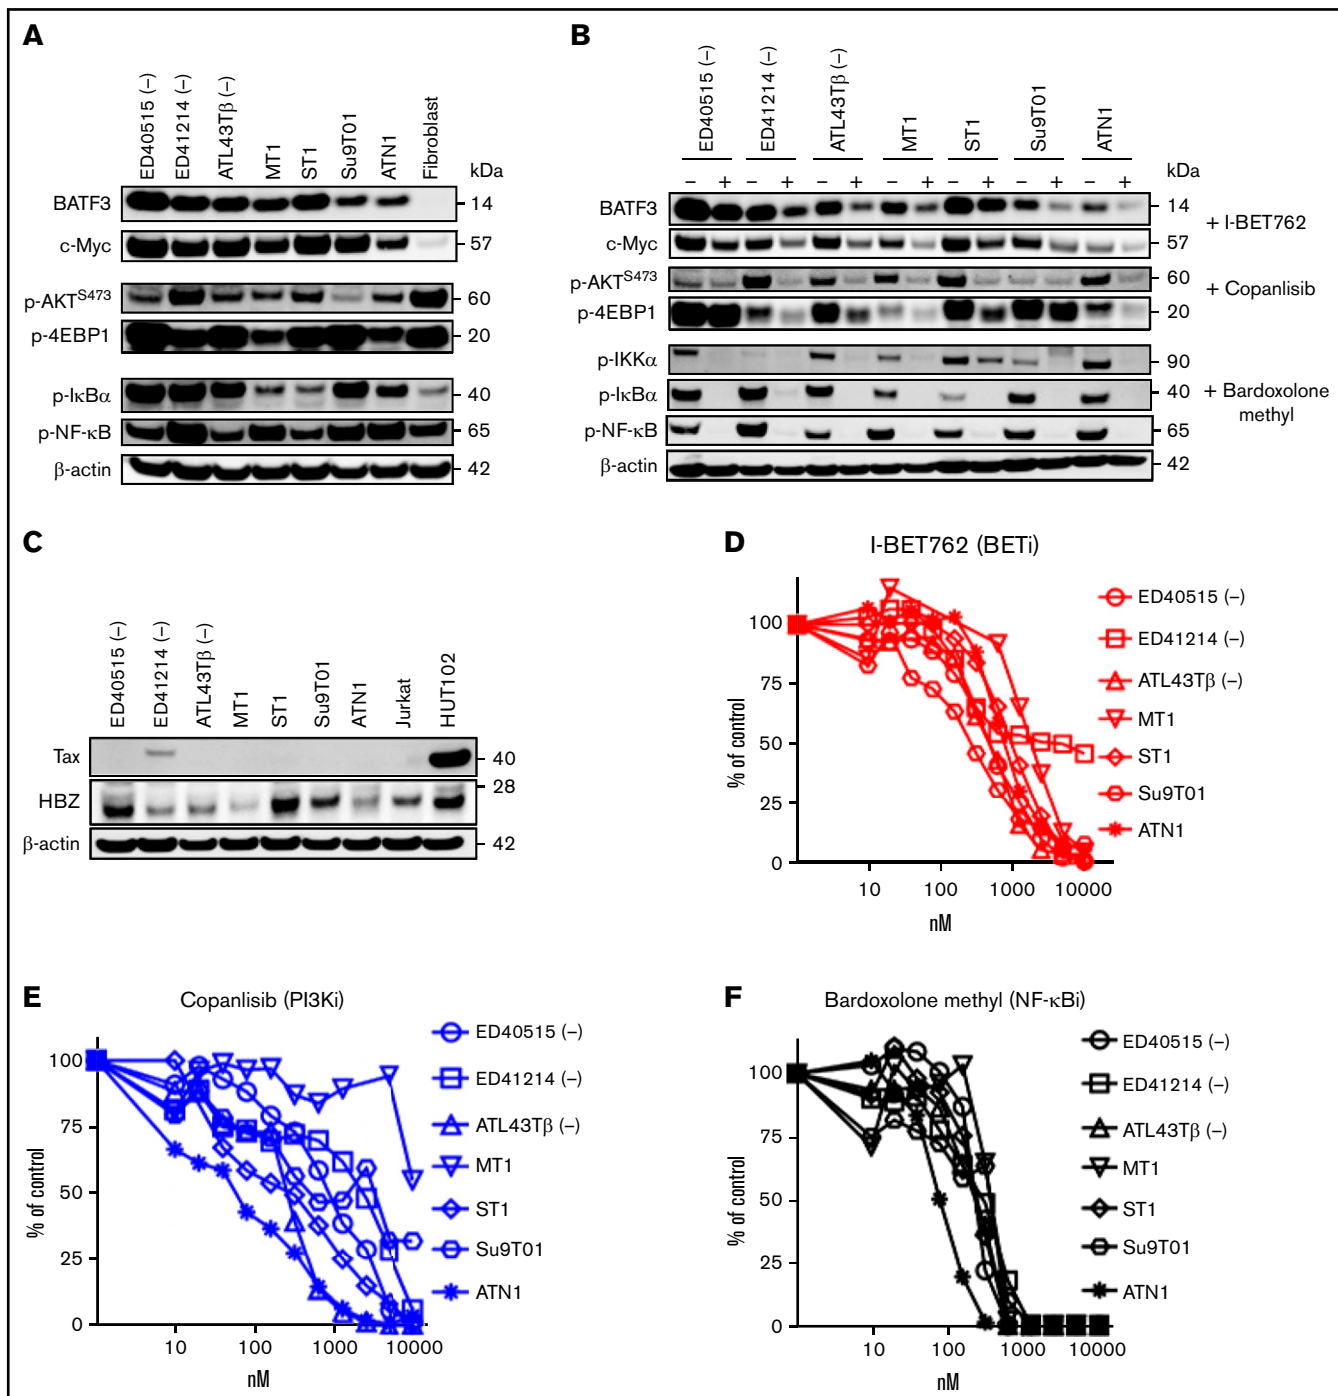 A
ED40515 (–)
ED41214 (–)
ATL43Tβ (–)
MT1
ST1
Su9T01
ATN1
Fibroblast
kDa
BATF3 14
c-Myc 57
p-AKTS473 60
p-4EBP1 20
p-IκBα 40
p-NF-κB 65
β-actin 42
B
ED40515 (–)
ED41214 (–)
ATL43Tβ (–)
MT1
ST1
Su9T01
ATN1
– + – + – + – + – + – + – +
kDa
BATF3 14
+ I-BET762
c-Myc 57
p-AKTS473 60
+ Copanlisib
p-4EBP1 20
p-IKKα 90
p-IκBα 40
+ Bardoxolone
methyl
p-NF-κB 65
β-actin 42
C
ED40515 (–)
ED41214 (–)
ATL43Tβ (–)
MT1
ST1
Su9T01
ATN1
Jurkat
HUT102
Tax 40
28
HBZ
β-actin 42
D
I-BET762 (BETi)
% of control
100
75
50
25
0
10 100 1000 10000
nM
ED40515 (–)
ED41214 (–)
ATL43Tβ (–)
MT1
ST1
Su9T01
ATN1
E
Copanlisib (PI3Ki)
% of control
100
75
50
25
0
10 100 1000 10000
nM
ED40515 (–)
ED41214 (–)
ATL43Tβ (–)
MT1
ST1
Su9T01
ATN1
F
Bardoxolone methyl (NF-κBi)
% of control
100
75
50
25
0
10 100 1000 10000
nM
ED40515 (–)
ED41214 (–)
ATL43Tβ (–)
MT1
ST1
Su9T01
ATN1